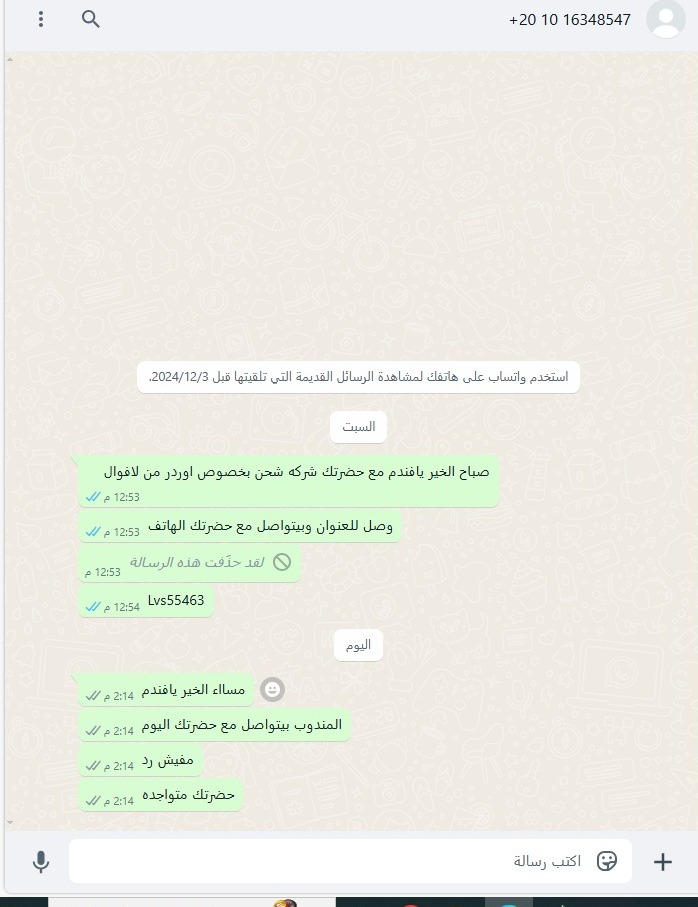 +20 10 16348547
استخدم واتساب على هاتفك لمشاهدة الرسائل القديمة التي تلقيتها قبل 2024/12/3.
السبت
صباح الخير يافندم مع حضرتك شركه شحن بخصوص اوردر من لافوال
12:53 م
وصل للعنوان وبيتواصل مع حضرتك الهاتف 12:53 م
لقد حذَفت هذه الرسالة 12:53 م
Lvs55463 12:54 م
اليوم
مسااء الخير يافندم 2:14 م
المندوب بيتواصل مع حضرتك اليوم 2:14 م
مفيش رد 2:14 م
حضرتك متواجده 2:14 م
اكتب رسالة